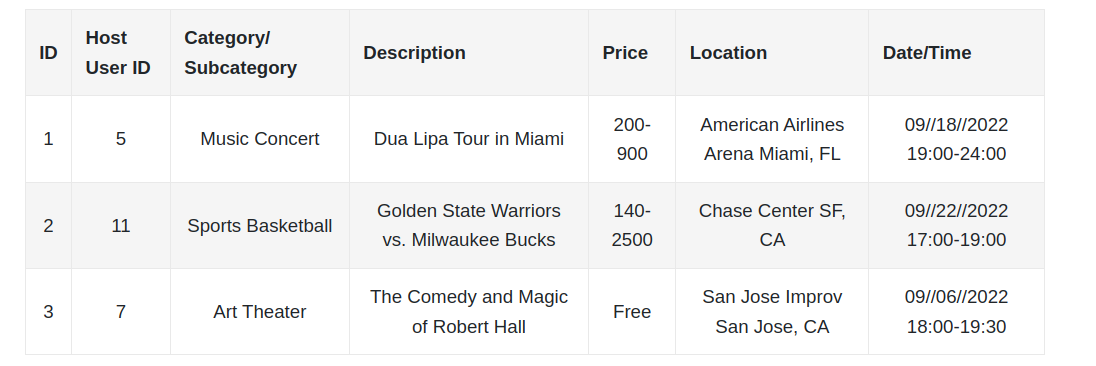 ID Host User ID Category/ Subcategory Description Price Location Date/Time
1 5 Music Concert Dua Lipa Tour in Miami 200-900 American Airlines Arena Miami, FL 09//18//2022 19:00-24:00
2 11 Sports Basketball Golden State Warriors vs. Milwaukee Bucks 140-2500 Chase Center SF, CA 09//22//2022 17:00-19:00
3 7 Art Theater The Comedy and Magic of Robert Hall Free San Jose Improv San Jose, CA 09//06//2022 18:00-19:30